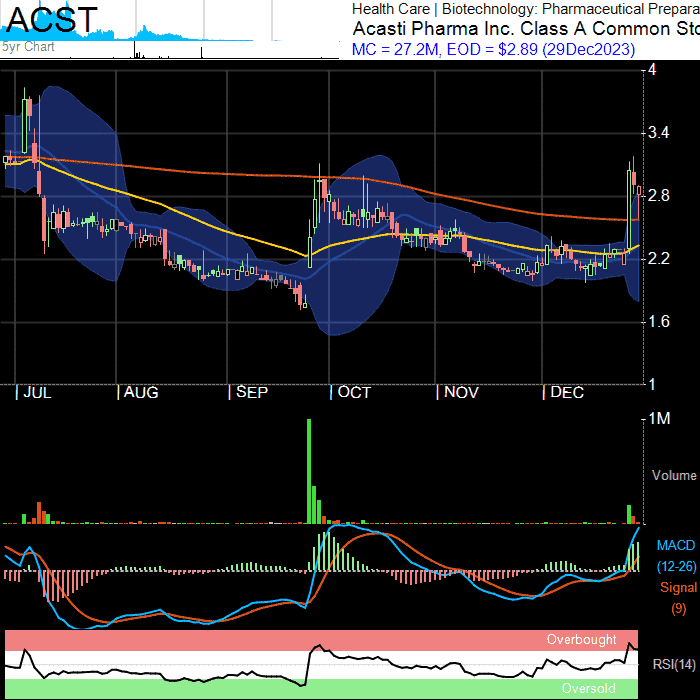 ACST
5yr Chart
Health Care | Biotechnology: Pharmaceutical Prepara
Acasti Pharma Inc. Class A Common Sto
MC = 27.2M, EOD = $2.89 (29Dec2023)
4
3.4
2.8
2.2
1.6
1
JUL AUG SEP OCT NOV DEC
1M
Volume
MACD
(12-26)
Signal
(9)
Overbought
RSI(14)
Oversold